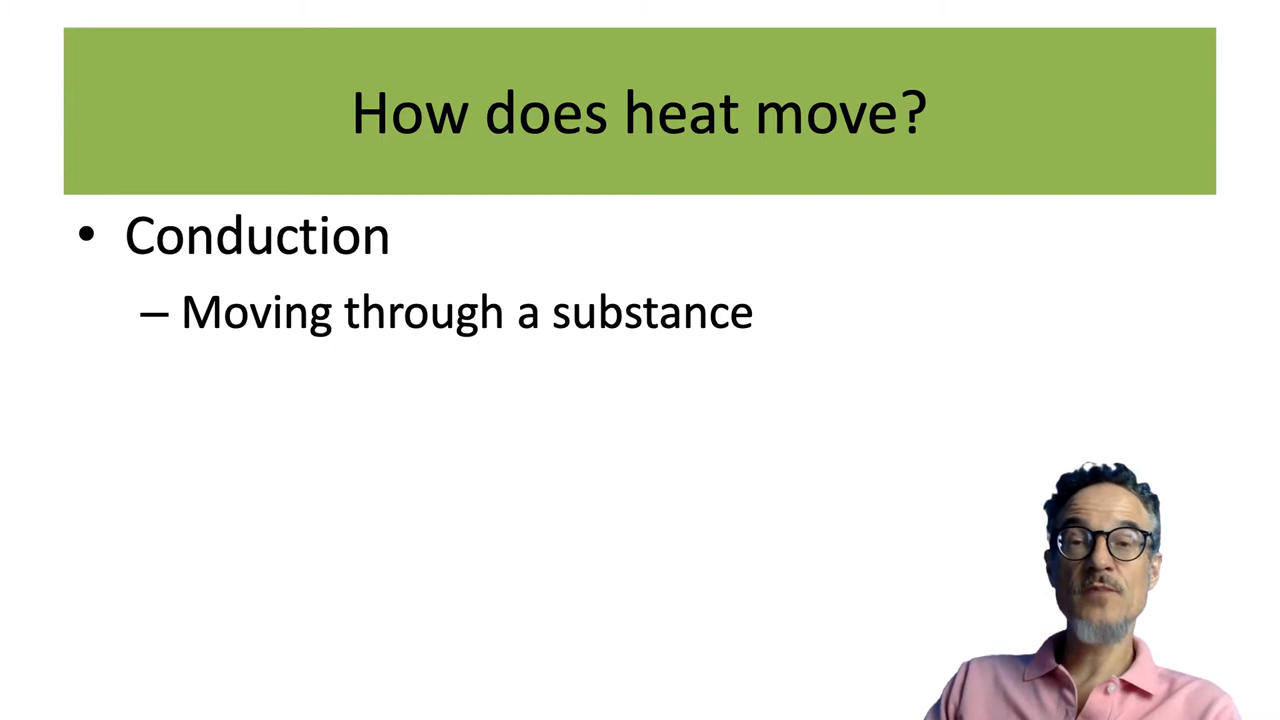 How does heat move?
• Conduction
– Moving through a substance